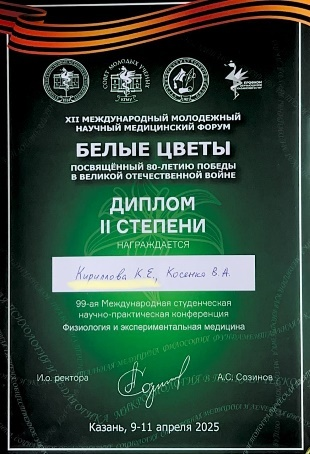 СОВЕТ МОЛОДЫХ УЧЕНЫХ
КГМУ
XII МЕЖДУНАРОДНЫЙ МОЛОДЕЖНЫЙ
НАУЧНЫЙ МЕДИЦИНСКИЙ ФОРУМ
БЕЛЫЕ ЦВЕТЫ
ПОСВЯЩЁННЫЙ 80-ЛЕТИЮ ПОБЕДЫ
В ВЕЛИКОЙ ОТЕЧЕСТВЕННОЙ ВОЙНЕ
ДИПЛОМ
II СТЕПЕНИ
НАГРАЖДАЕТСЯ
Кириллова К.Е., Косенко В.А.
99-ая Международная студенческая
научно-практическая конференция
Физиология и экспериментальная медицина
И.о. ректора А.С. Созинов
Казань, 9-11 апреля 2025